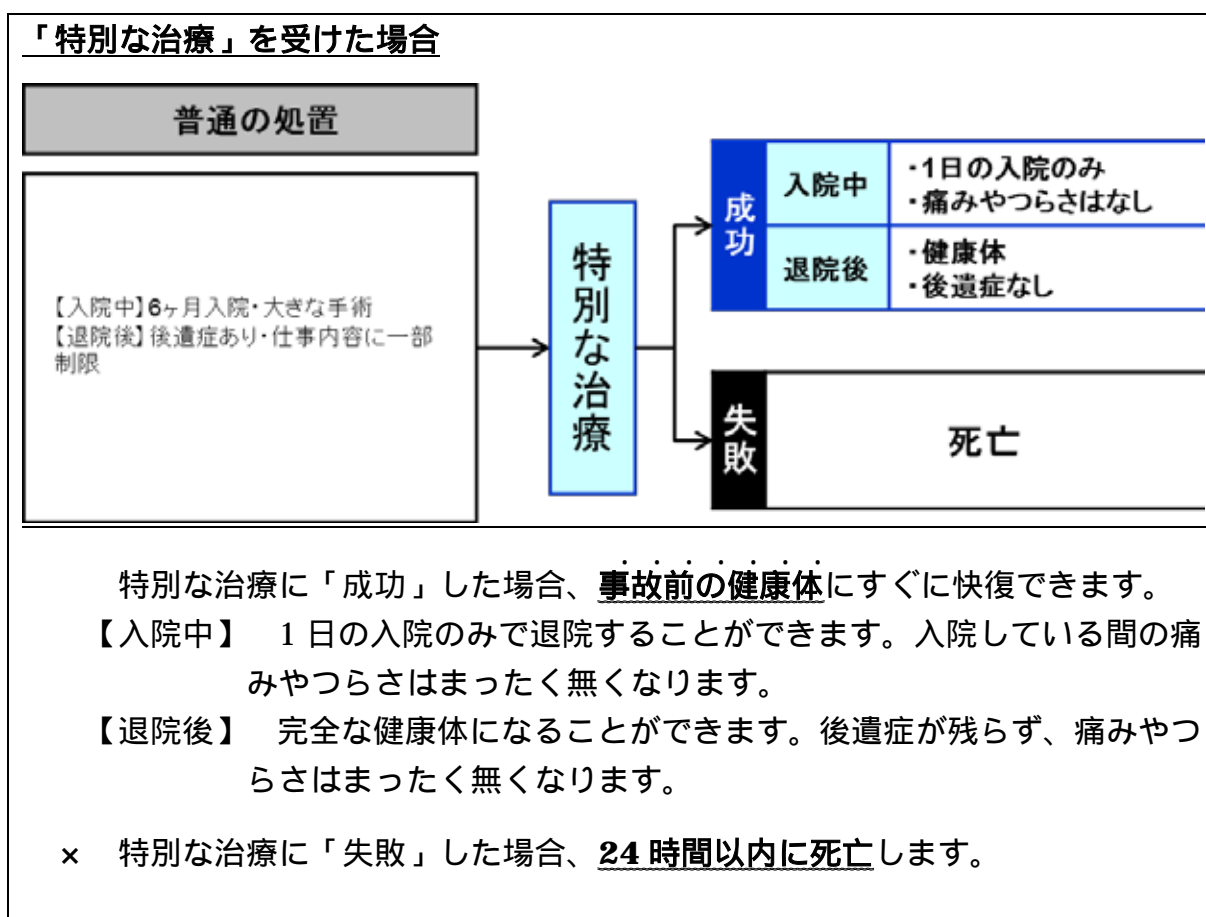 「特別な治療」を受けた場合
普通の処置
【入院中】6ヶ月入院・大きな手術
【退院後】後遺症あり・仕事内容に一部
制限
特別な治療
成功
入院中
・1日の入院のみ
・痛みやつらさはなし
退院後
・健康体
・後遺症なし
失敗
死亡
特別な治療に「成功」した場合、事故前の健康体にすぐに快復できます。
【入院中】 1日の入院のみで退院することができます。入院している間の痛
みやつらさはまったく無くなります。
【退院後】 完全な健康体になることができます。後遺症が残らず、痛みやつ
らさはまったく無くなります。
× 特別な治療に「失敗」した場合、24時間以内に死亡します。